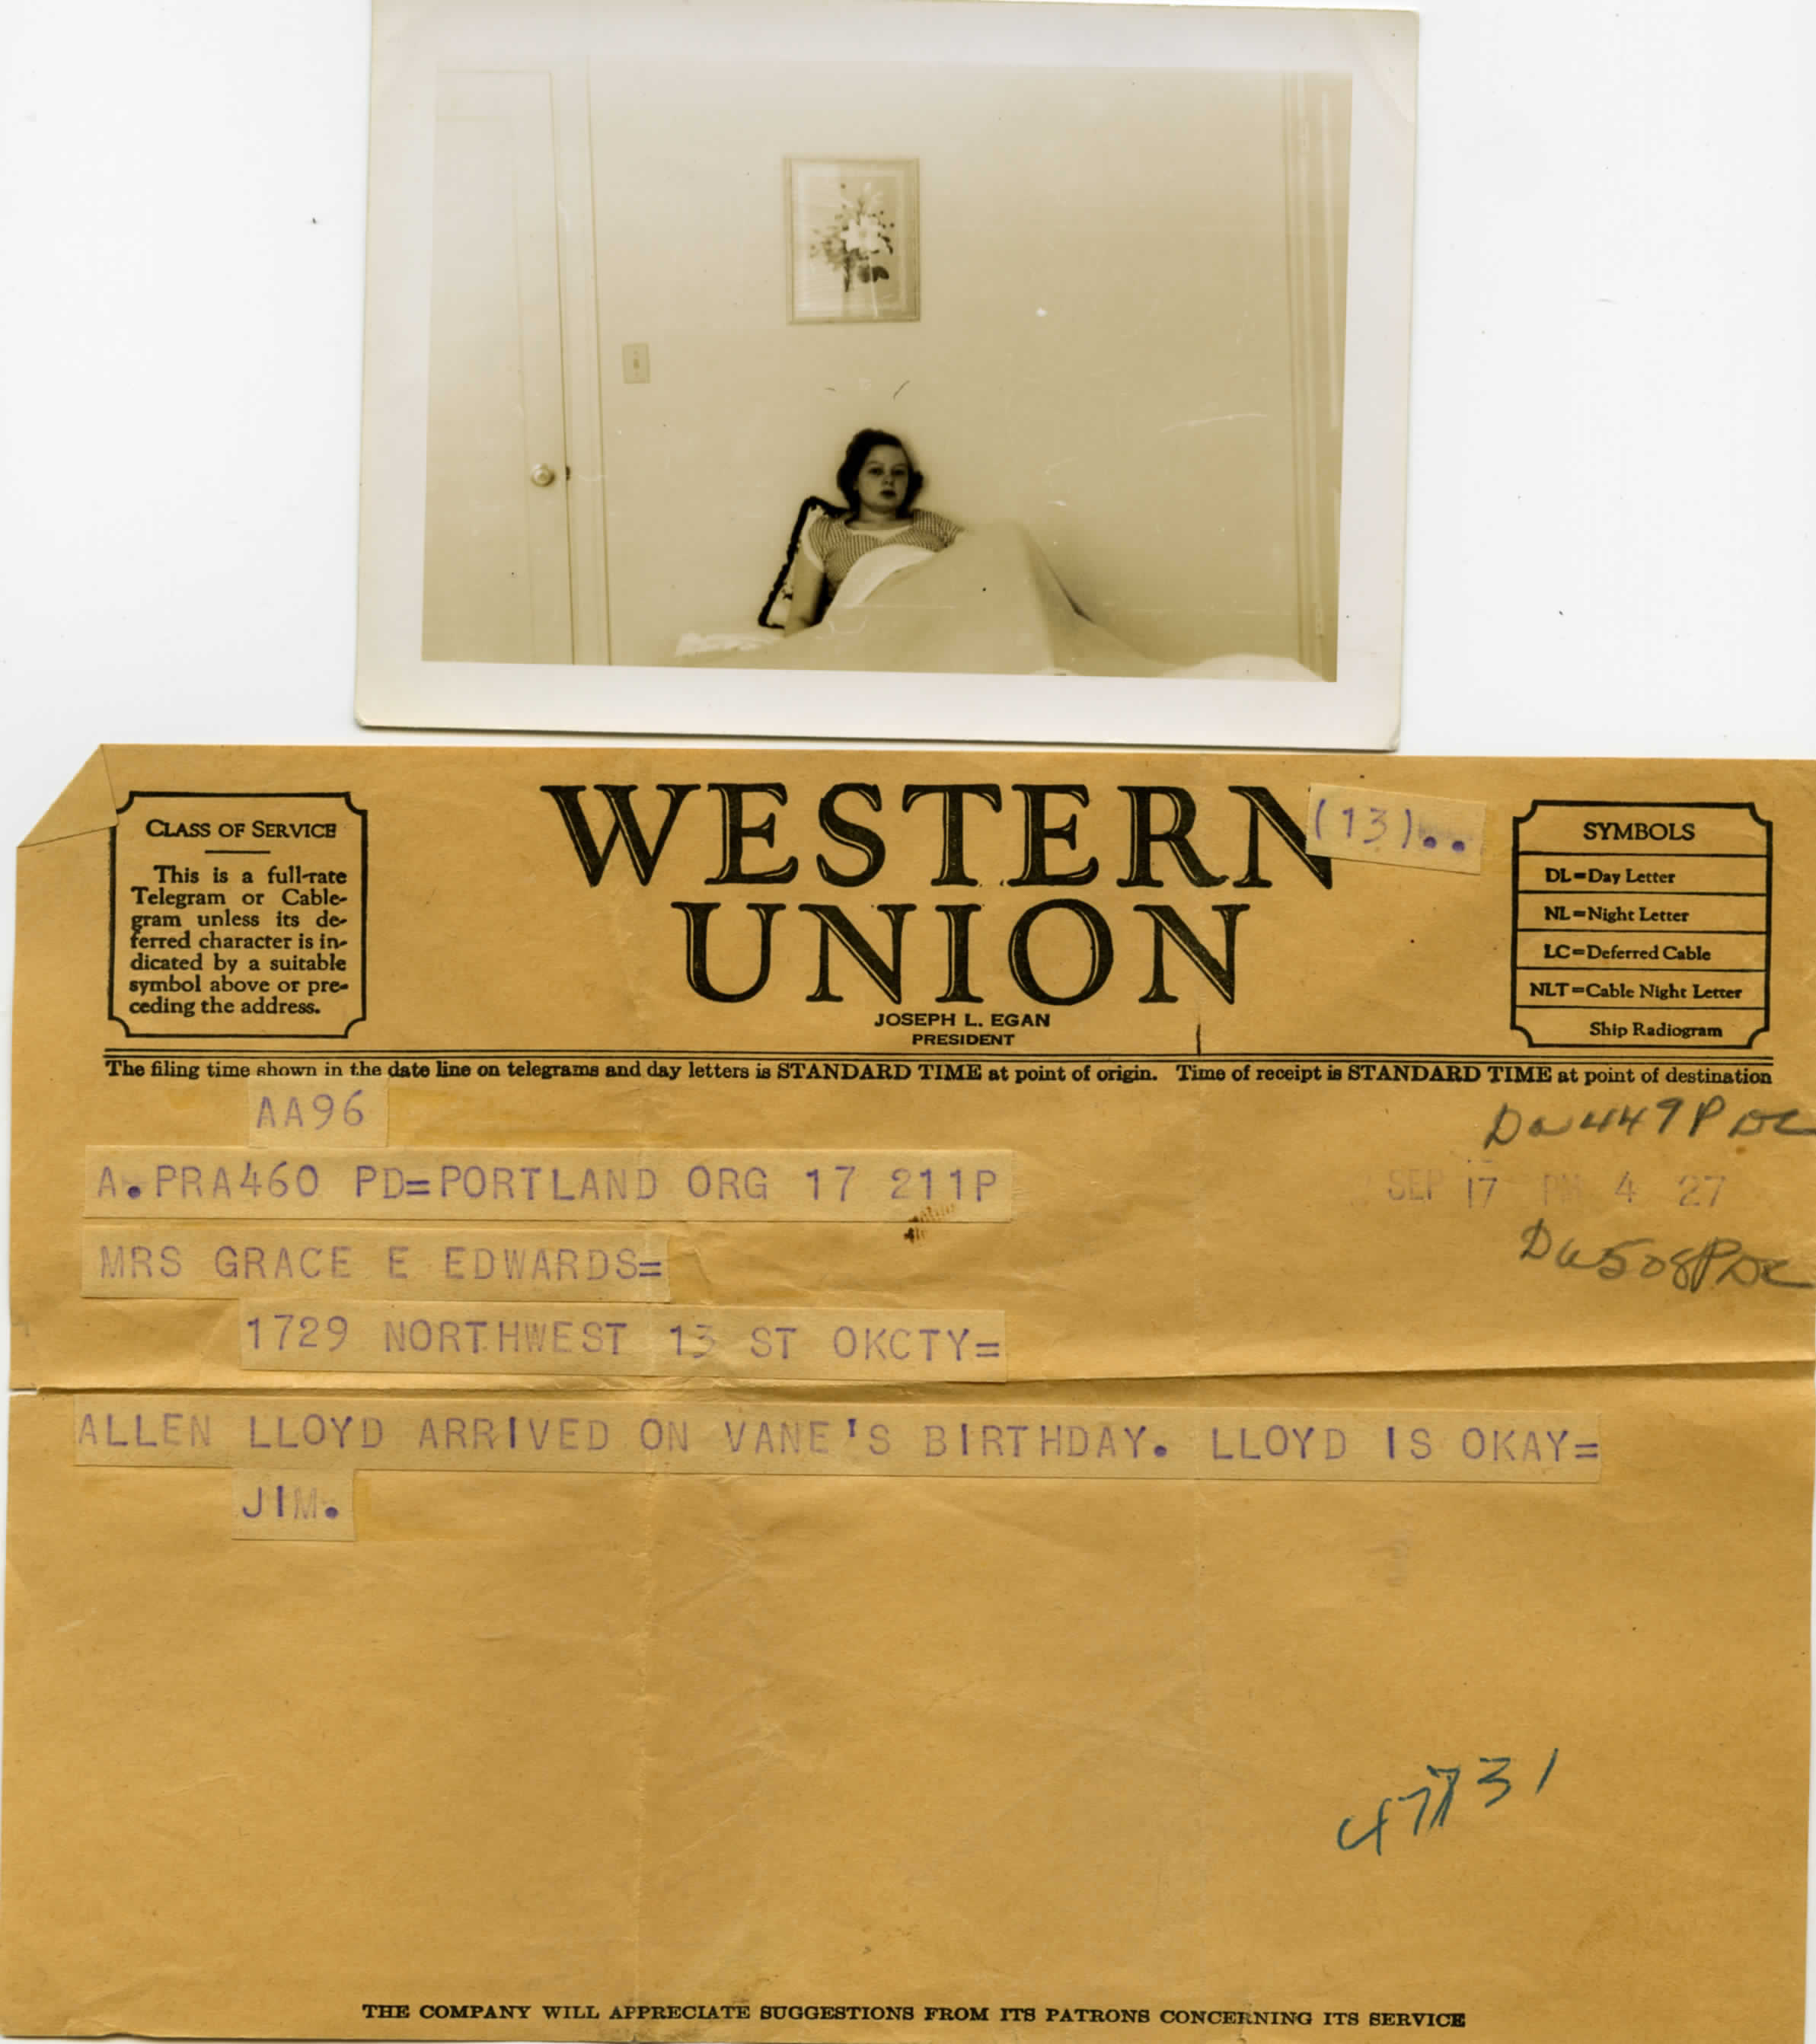 WESTERN
UNION
(13)..
JOSEPH L. EGAN
PRESIDENT
CLASS OF SERVICE
This is a full-rate
Telegram or Cable-
gram unless its de-
ferred character is in-
dicated by a suitable
symbol above or pre-
ceding the address.
SYMBOLS
DL=Day Letter
NL=Night Letter
LC=Deferred Cable
NLT=Cable Night Letter
Ship Radiogram
The filing time shown in the date line on telegrams and day letters is STANDARD TIME at point of origin. Time of receipt is STANDARD TIME at point of destination
AA96
A.PRA460 PD=PORTLAND ORG 17 211P
SEP 17 PM 4 27
MRS GRACE E EDWARDS=
1729 NORTHWEST 13 ST OKCTY=
ALLEN LLOYD ARRIVED ON VANE'S BIRTHDAY. LLOYD IS OKAY=
JIM.
THE COMPANY WILL APPRECIATE SUGGESTIONS FROM ITS PATRONS CONCERNING ITS SERVICE